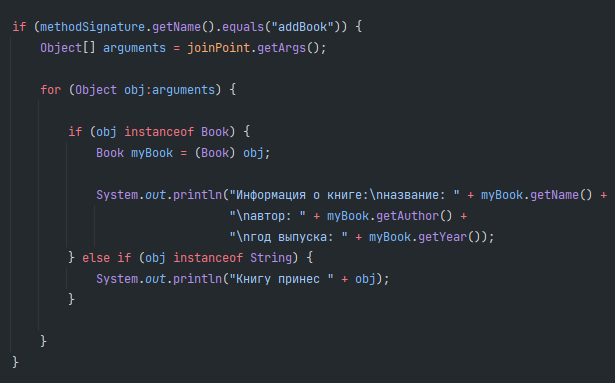 if (methodSignature.getName().equals("addBook")) {
Object[] arguments = joinPoint.getArgs();
for (Object obj:arguments) {
if (obj instanceof Book) {
Book myBook = (Book) obj;
System.out.println("Информация о книге:\nназвание: " + myBook.getName() +
"\nавтор: " + myBook.getAuthor() +
"\nгод выпуска: " + myBook.getYear());
} else if (obj instanceof String) {
System.out.println("Книгу принес " + obj);
}
}
}